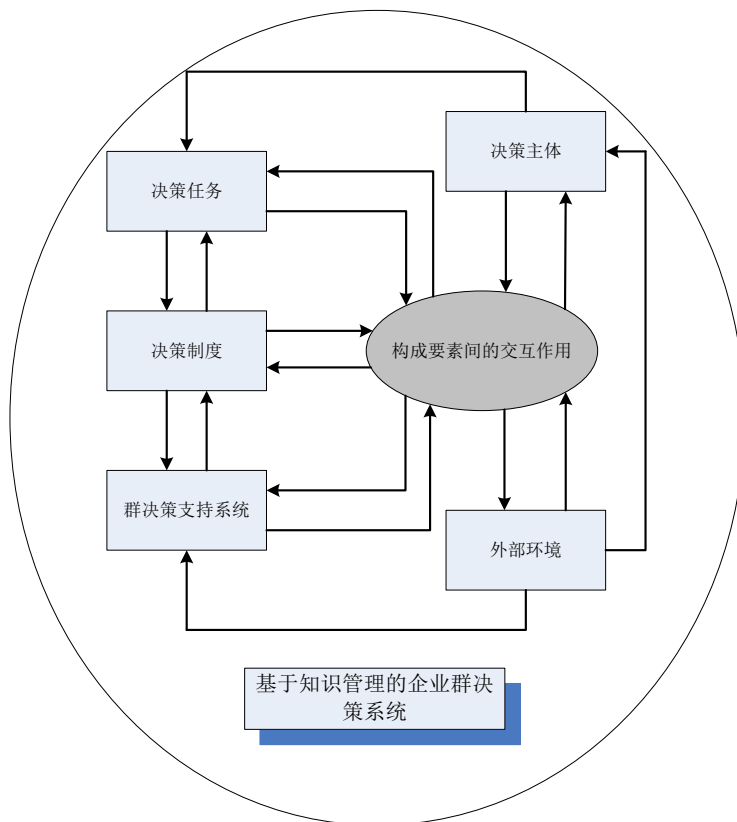 决策主体
决策任务
决策制度
构成要素间的交互作用
群决策支持系统
外部环境
基于知识管理的企业群决
策系统